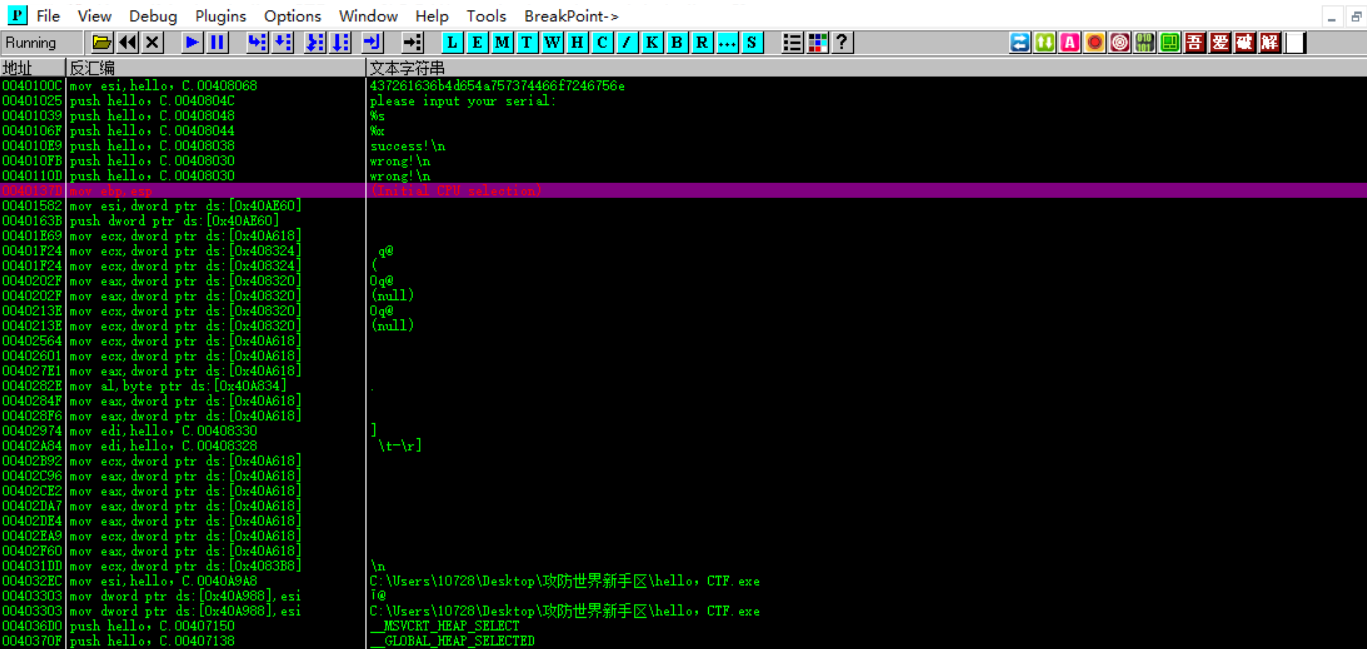 P File View Debug Plugins Options Window Help Tools BreakPoint->
Running L E M T W H C / K B R ... S ? A 吾 爱 破 解
地址 反汇编 文本字符串
0040100C mov esi,hello，C.00408068 437261636b4d654a757374466f7246756e
00401025 push hello，C.0040804C please input your serial:
00401039 push hello，C.00408048 %s
0040106F push hello，C.00408044 %x
004010E9 push hello，C.00408038 success!\n
004010FB push hello，C.00408030 wrong!\n
0040110D push hello，C.00408030 wrong!\n
0040137D mov ebp,esp (Initial CPU selection)
00401582 mov esi,dword ptr ds:[0x40AE60]
0040163B push dword ptr ds:[0x40AE60]
00401E69 mov ecx,dword ptr ds:[0x40A618]
00401F24 mov ecx,dword ptr ds:[0x408324] q@
00401F24 mov ecx,dword ptr ds:[0x408324] (
0040202F mov eax,dword ptr ds:[0x408320] 0q@
0040202F mov eax,dword ptr ds:[0x408320] (null)
0040213E mov ecx,dword ptr ds:[0x408320] 0q@
0040213E mov ecx,dword ptr ds:[0x408320] (null)
00402564 mov ecx,dword ptr ds:[0x40A618]
00402601 mov ecx,dword ptr ds:[0x40A618]
004027E1 mov eax,dword ptr ds:[0x40A618]
0040282E mov al,byte ptr ds:[0x40A834] .
0040284F mov eax,dword ptr ds:[0x40A618]
004028F6 mov eax,dword ptr ds:[0x40A618]
00402974 mov edi,hello，C.00408330 ]
00402A84 mov edi,hello，C.00408328 \t-\r]
00402B92 mov ecx,dword ptr ds:[0x40A618]
00402C96 mov eax,dword ptr ds:[0x40A618]
00402CE2 mov eax,dword ptr ds:[0x40A618]
00402DA7 mov eax,dword ptr ds:[0x40A618]
00402DE4 mov eax,dword ptr ds:[0x40A618]
00402EA9 mov ecx,dword ptr ds:[0x40A618]
00402F60 mov eax,dword ptr ds:[0x40A618]
004031DD mov ecx,dword ptr ds:[0x4083B8] \n
004032EC mov esi,hello，C.0040A9A8 C:\Users\10728\Desktop\攻防世界新手区\hello，CTF.exe
00403303 mov dword ptr ds:[0x40A988],esi
00403303 mov dword ptr ds:[0x40A988],esi C:\Users\10728\Desktop\攻防世界新手区\hello，CTF.exe
004036D0 push hello，C.00407150 __MSVCRT_HEAP_SELECT
0040370F push hello，C.00407138 __GLOBAL_HEAP_SELECTED